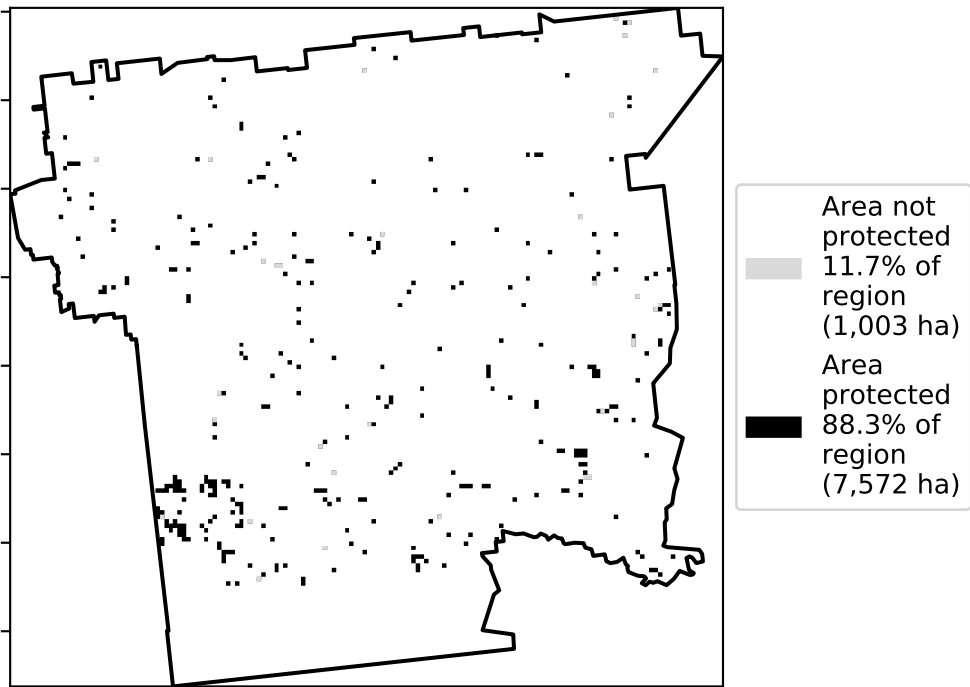 Area not
protected
11.7% of
region
(1,003 ha)
Area
protected
88.3% of
region
(7,572 ha)